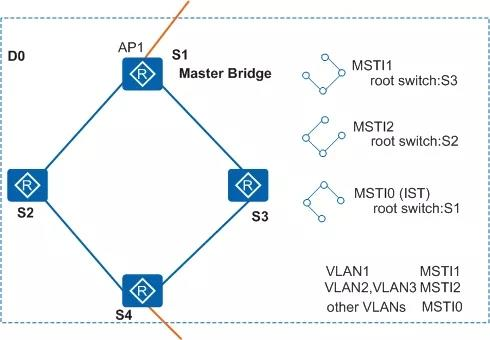 AP1
S1
D0
Master Bridge
R
MSTI1
root switch:S3
MSTI2
root switch:S2
R
R
S2
S3
MSTI0 (IST)
root switch:S1
R
S4
VLAN1 MSTI1
VLAN2,VLAN3 MSTI2
other VLANs MSTI0